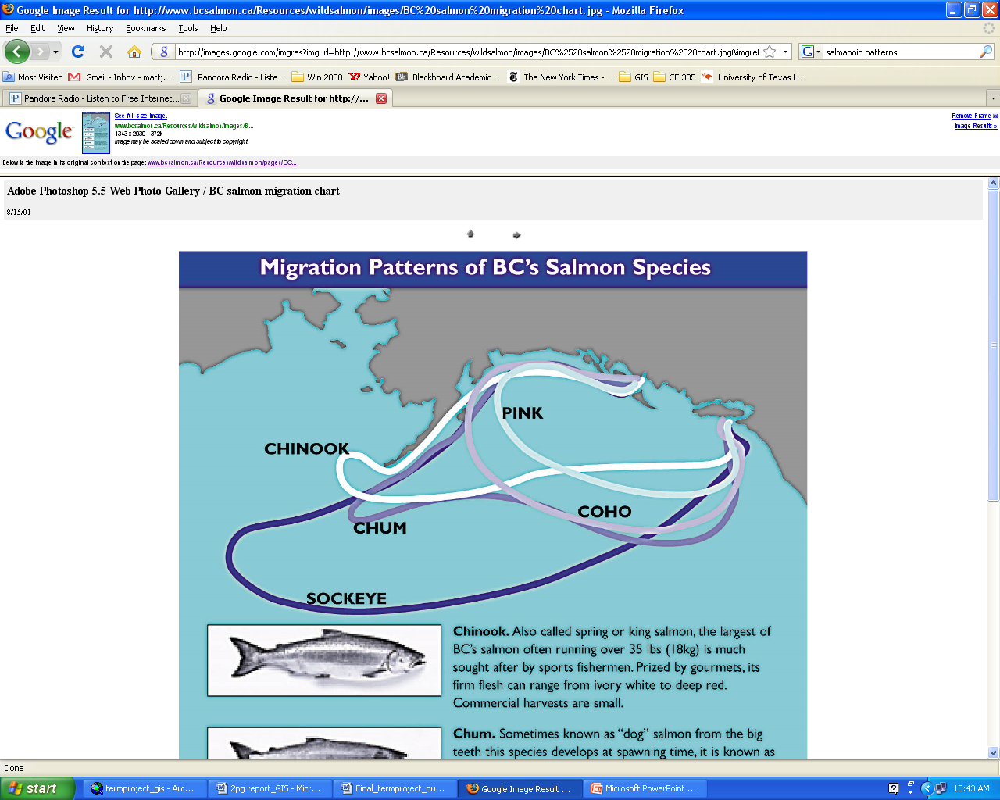 Google Image Result for http://www.bcsalmon.ca/Resources/wildsalmon/images/BC%20salmon%20migration%20chart.jpg - Mozilla Firefox
File Edit View History Bookmarks Tools Help
http://images.google.com/imgres?imgurl=http://www.bcsalmon.ca/Resources/wildsalmon/images/BC%2520salmon%2520migration%2520chart.jpg&imgref
salmanoid patterns
Most Visited Gmail - Inbox - mattj.... Pandora Radio - Liste... Win 2008 Yahoo! Blackboard Academic ... The New York Times - ... GIS CE 385 University of Texas Li...
Pandora Radio - Listen to Free Internet... Google Image Result for http://...
Google
See full-size image.
www.bcsalmon.ca/Resources/wildsalmon/images/B...
1343 x 2030 - 372k
Image may be scaled down and subject to copyright.
Remove Frame
Image Results »
Below is the image in its original context on the page: www.bcsalmon.ca/Resources/wildsalmon/pages/BC...
Adobe Photoshop 5.5 Web Photo Gallery / BC salmon migration chart
8/15/01
Migration Patterns of BC's Salmon Species
PINK
CHINOOK
COHO
CHUM
SOCKEYE
Chinook. Also called spring or king salmon, the largest of
BC's salmon often running over 35 lbs (18kg) is much
sought after by sports fishermen. Prized by gourmets, its
firm flesh can range from ivory white to deep red.
Commercial harvests are small.
Chum. Sometimes known as "dog" salmon from the big
teeth this species develops at spawning time, it is known as
Done
start termproject_gis - Arc... 2pg report_GIS - Micr... Final_termproject_ou... Google Image Result ... Microsoft PowerPoint ... 10:43 AM